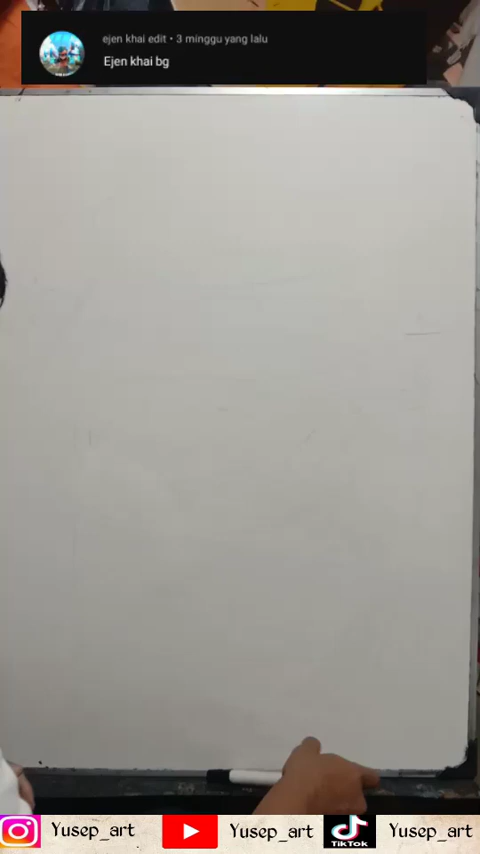 ejen khai edit • 3 minggu yang lalu
Ejen khai bg
Yusep_art Yusep_art TikTok Yusep_art